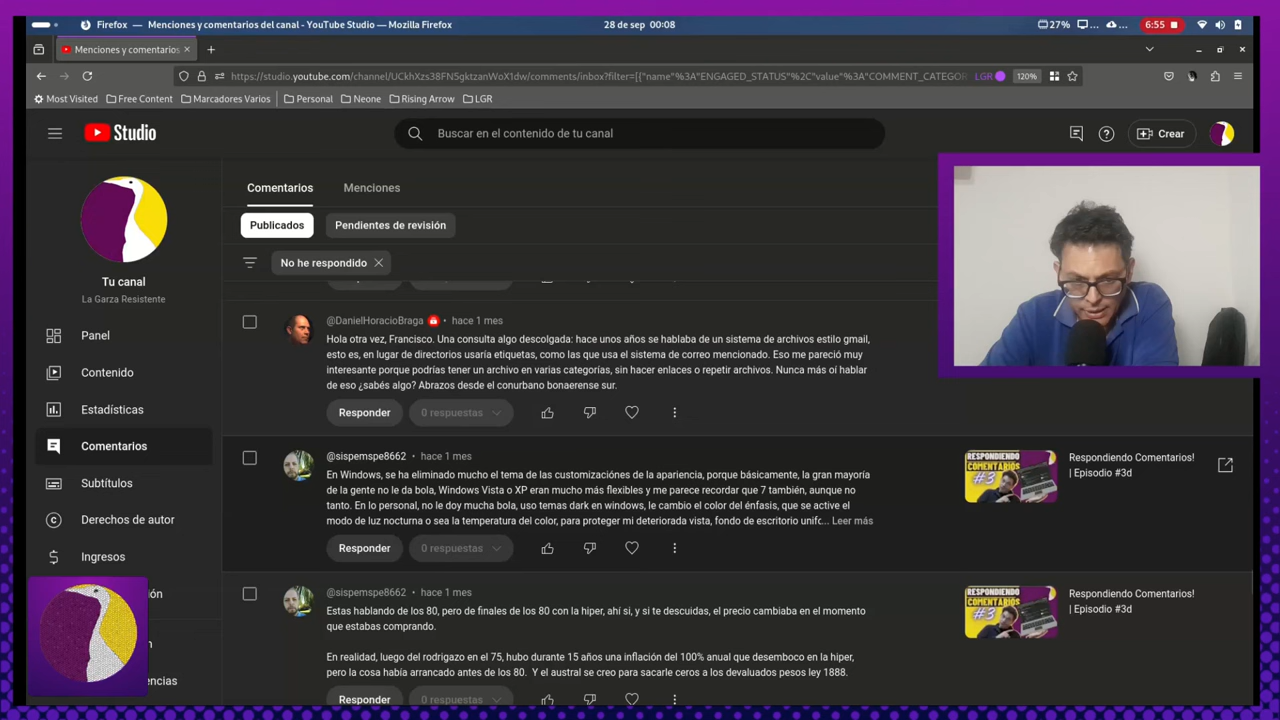 Firefox — Menciones y comentarios del canal - YouTube Studio — Mozilla Firefox
28 de sep 00:08
27%
6:55
Menciones y comentarios
https://studio.youtube.com/channel/UCkhXzs38FN5gktzanWoX1dw/comments/inbox?filter=[{"name"%3A"ENGAGED_STATUS"%2C"value"%3A"COMMENT_CATEGOR
LGR
120%
Most Visited
Free Content
Marcadores Varios
Personal
Neone
Rising Arrow
LGR
Studio
Buscar en el contenido de tu canal
Crear
Comentarios
Menciones
Publicados
Pendientes de revisión
No he respondido
Tu canal
La Garza Resistente
Panel
Contenido
Estadísticas
Comentarios
Subtítulos
Derechos de autor
Ingresos
@DanielHoracioBraga • hace 1 mes
Hola otra vez, Francisco. Una consulta algo descolgada: hace unos años se hablaba de un sistema de archivos estilo gmail,
esto es, en lugar de directorios usaría etiquetas, como las que usa el sistema de correo mencionado. Eso me pareció muy
interesante porque podrías tener un archivo en varias categorías, sin hacer enlaces o repetir archivos. Nunca más oí hablar
de eso ¿sabés algo? Abrazos desde el conurbano bonaerense sur.
Responder
0 respuestas
@sispemspe8662 • hace 1 mes
En Windows, se ha eliminado mucho el tema de las customizaciónes de la apariencia, porque básicamente, la gran mayoría
de la gente no le da bola, Windows Vista o XP eran mucho más flexibles y me parece recordar que 7 también, aunque no
tanto. En lo personal, no le doy mucha bola, uso temas dark en windows, le cambio el color del énfasis, que se active el
modo de luz nocturna o sea la temperatura del color, para proteger mi deteriorada vista, fondo de escritorio unifc... Leer más
Responder
0 respuestas
RESPONDIENDO
COMENTARIOS
#3
Respondiendo Comentarios!
| Episodio #3d
@sispemspe8662 • hace 1 mes
Estas hablando de los 80, pero de finales de los 80 con la hiper, ahí si, y si te descuidas, el precio cambiaba en el momento
que estabas comprando.
En realidad, luego del rodrigazo en el 75, hubo durante 15 años una inflación del 100% anual que desemboco en la hiper,
pero la cosa había arrancado antes de los 80. Y el austral se creo para sacarle ceros a los devaluados pesos ley 1888.
Responder
0 respuestas
RESPONDIENDO
COMENTARIOS
#3
Respondiendo Comentarios!
| Episodio #3d